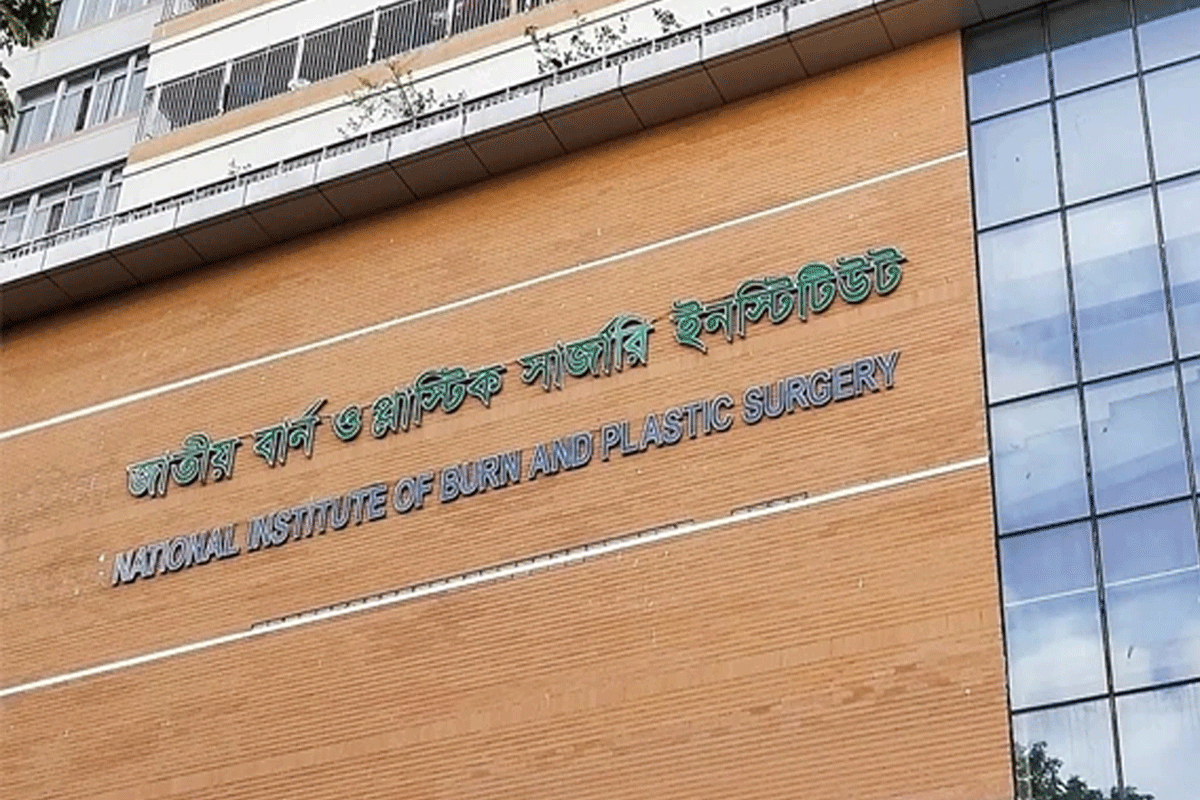 জাতীয় বার্ন ও প্লাস্টিক সার্জারি ইনস্টিটিউট
NATIONAL INSTITUTE OF BURN AND PLASTIC SURGERY